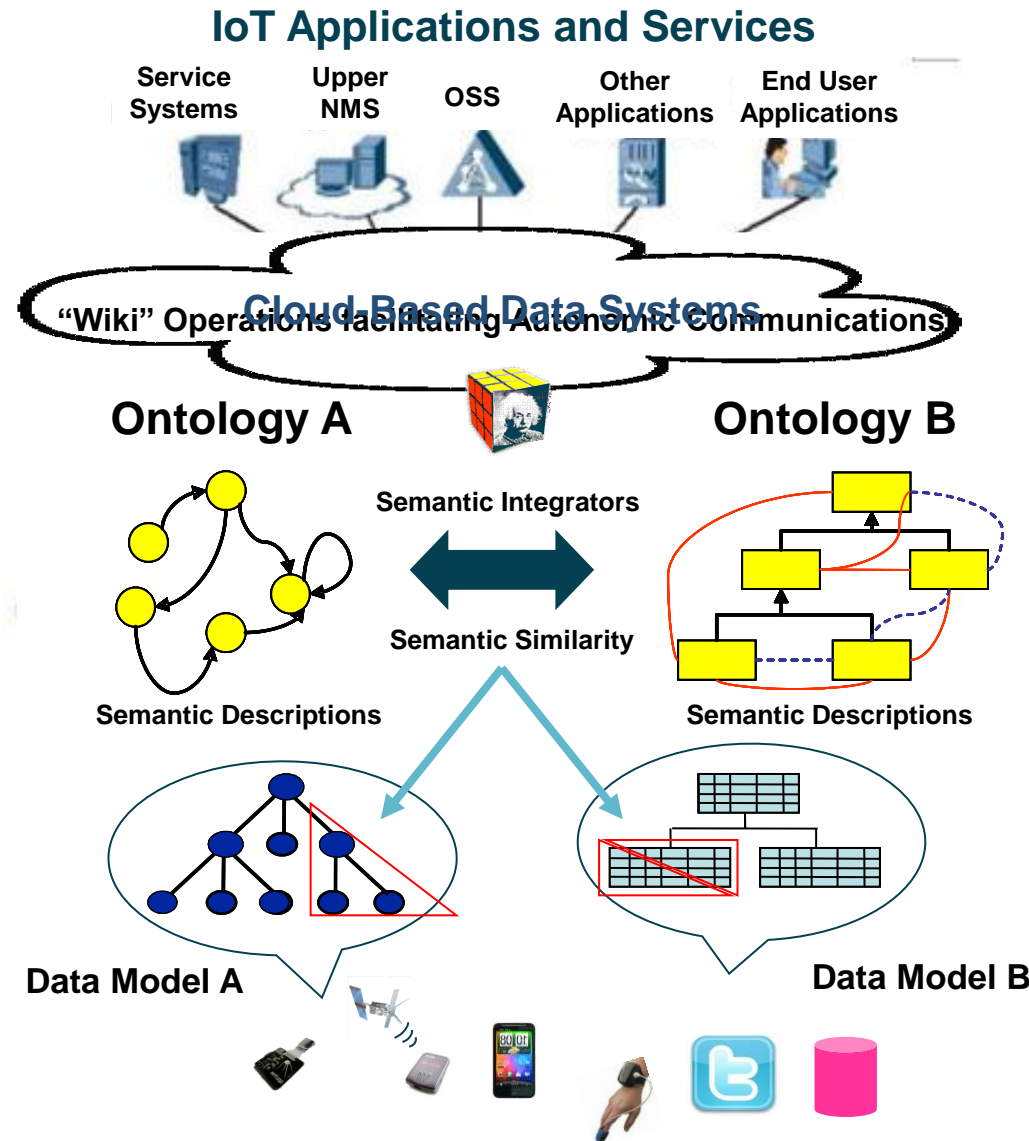 IoT Applications and Services
Service
Systems
Upper
NMS
OSS
Other
Applications
End User
Applications
Cloud-Based Data Systems
“Wiki” Operations facilitating Autonomic Communications
Ontology A
Ontology B
Semantic Integrators
Semantic Similarity
Semantic Descriptions
Semantic Descriptions
Data Model A
Data Model B